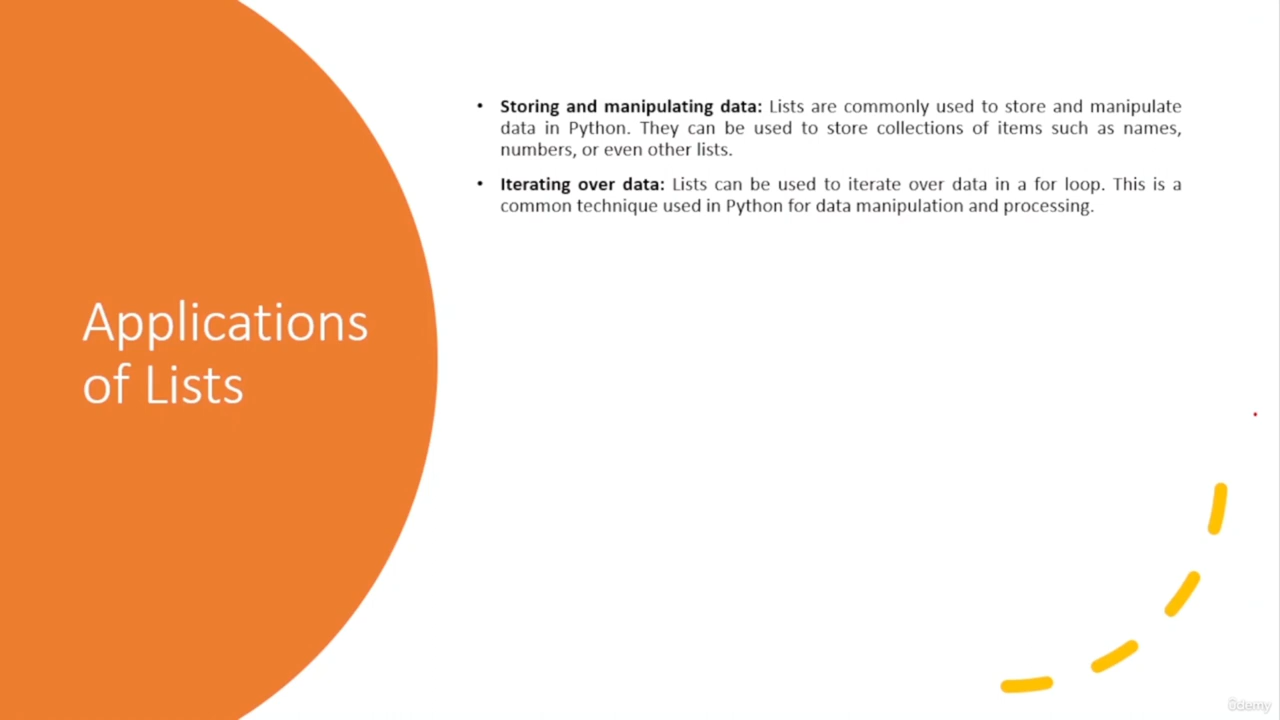 Applications
of Lists
• Storing and manipulating data: Lists are commonly used to store and manipulate
data in Python. They can be used to store collections of items such as names,
numbers, or even other lists.
• Iterating over data: Lists can be used to iterate over data in a for loop. This is a
common technique used in Python for data manipulation and processing.
ûdemy